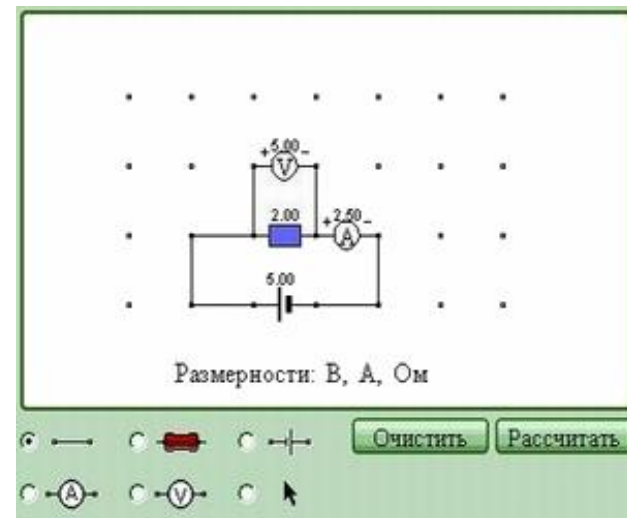 +5.00-
V
2.00 +2.50-
A
5.00
Размерности: В, А, Ом
Очистить Рассчитать
A V